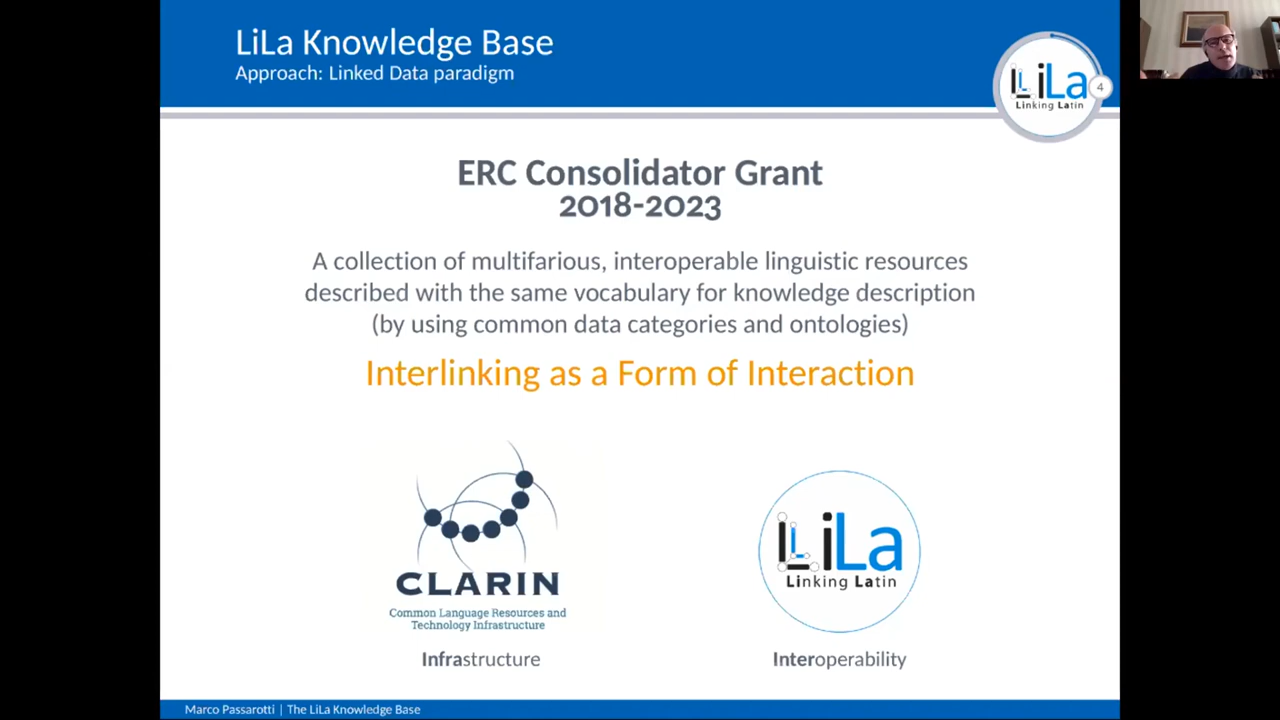 LiLa Knowledge Base
Approach: Linked Data paradigm
LiLa
Linking Latin
4
ERC Consolidator Grant
2018-2023
A collection of multifarious, interoperable linguistic resources
described with the same vocabulary for knowledge description
(by using common data categories and ontologies)
Interlinking as a Form of Interaction
CLARIN
Common Language Resources and
Technology Infrastructure
Infrastructure
LiLa
Linking Latin
Interoperability
Marco Passarotti | The LiLa Knowledge Base